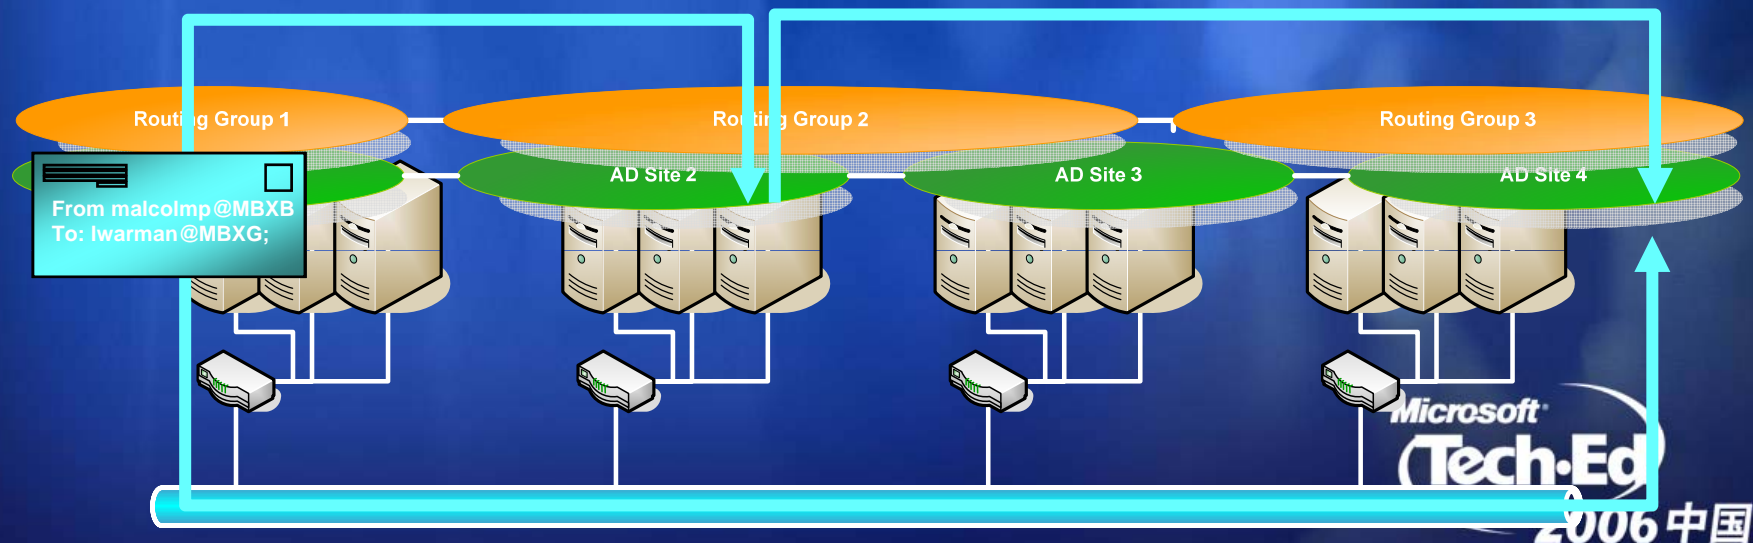 Routing Group 1
Routing Group 2
Routing Group 3
AD Site 2
AD Site 3
AD Site 4
From malcolmp@MBXB
To: lwarman@MBXG;
Microsoft
Tech·Ed
2006 中国